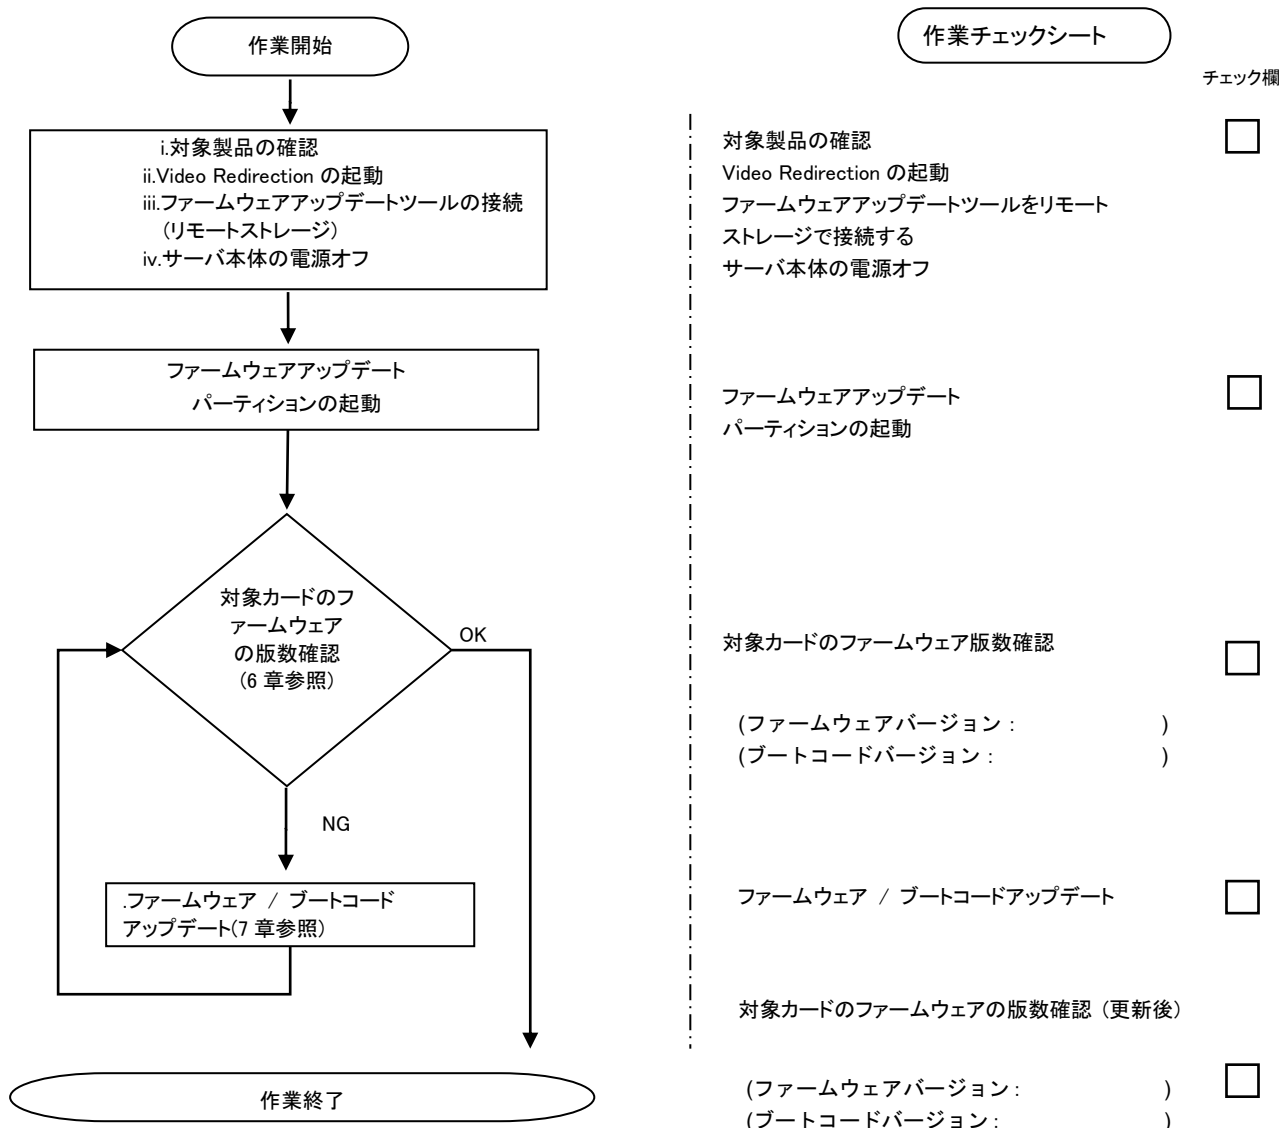 作業開始
i.対象製品の確認
ii.Video Redirection の起動
iii.ファームウェアアップデートツールの接続
(リモートストレージ)
iv.サーバ本体の電源オフ
ファームウェアアップデート
パーティションの起動
対象カードのフ
ァームウェア
の版数確認
(6 章参照)
OK
NG
.ファームウェア / ブートコード
アップデート(7 章参照)
作業終了
作業チェックシート
チェック欄
対象製品の確認
Video Redirection の起動
ファームウェアアップデートツールをリモート
ストレージで接続する
サーバ本体の電源オフ
ファームウェアアップデート
パーティションの起動
対象カードのファームウェア版数確認
(ファームウェアバージョン : )
(ブートコードバージョン : )
ファームウェア / ブートコードアップデート
対象カードのファームウェアの版数確認 (更新後)
(ファームウェアバージョン : )
(ブートコードバージョン : )